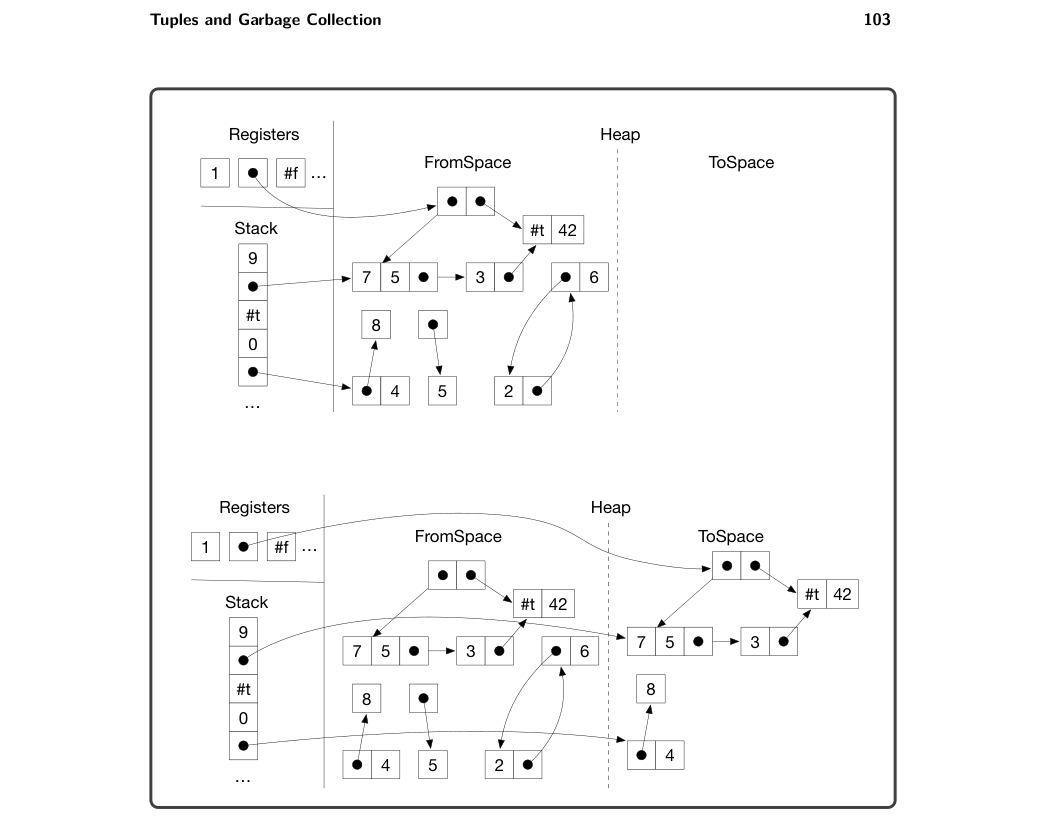 Tuples and Garbage Collection 103
Registers Heap
FromSpace ToSpace
1 #f ...
Stack
#t 42
9
7 5 3 6
#t
8
0
4 5 2
...
Registers Heap
FromSpace ToSpace
1 #f ...
#t 42 #t 42
Stack
9
7 5 3 6 7 5 3
#t
8 8
0
4 5 2 4
...